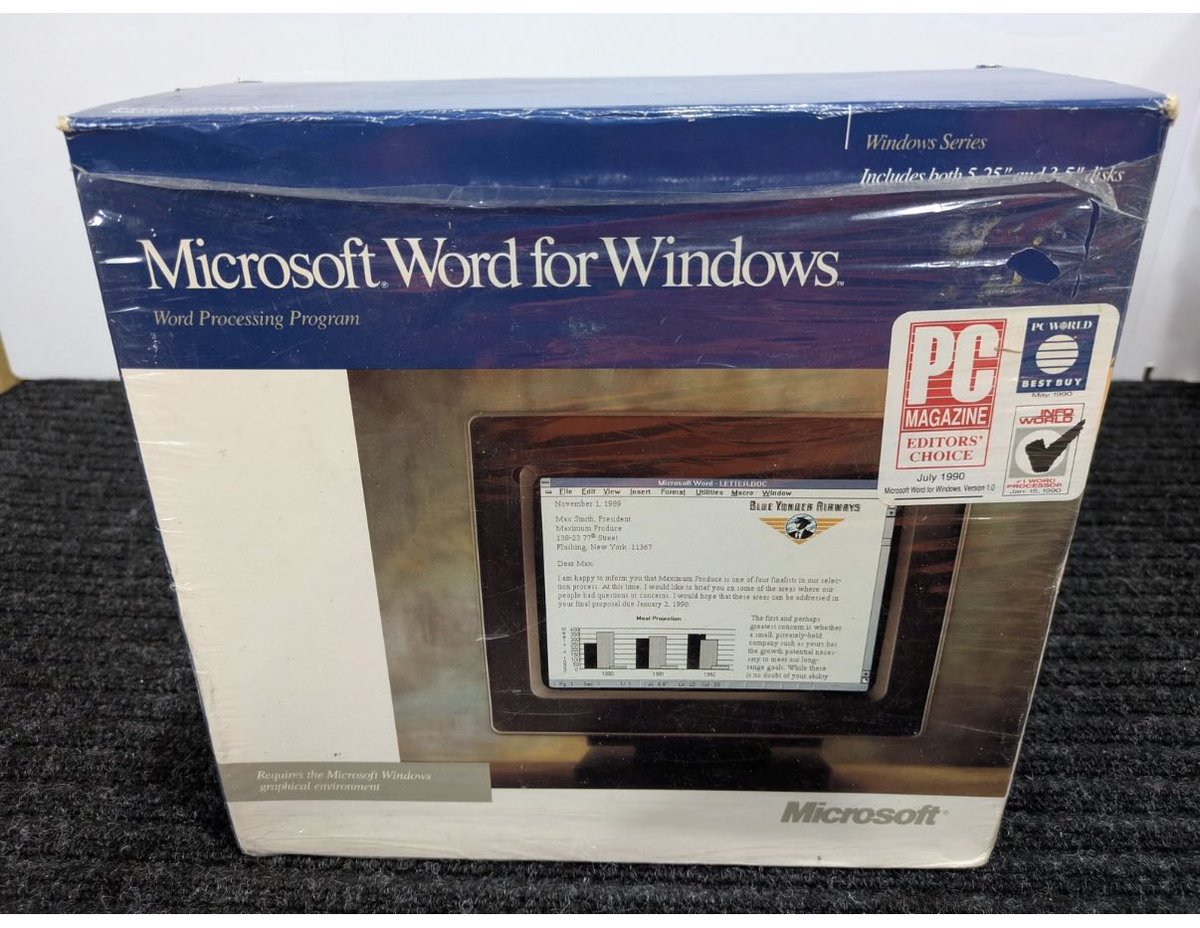 Windows Series
Includes both 5.25" and 3.5" disks
Microsoft® Word for Windows™
Word Processing Program
PC
MAGAZINE
EDITORS'
CHOICE
July 1990
Microsoft Word for Windows, Version 1.0
PC WORLD
BEST BUY
May, 1990
INFO
WORLD
#1 WORD
PROCESSOR
Jan. 15, 1990
Microsoft Word - LETTER.DOC
File Edit View Insert Format Utilities Macro Window
November 1, 1989
BLUE YONDER AIRWAYS
Max Smith, President
Maximum Produce
138-23 77th Street
Flushing, New York 11367
Dear Max:
I am happy to inform you that Maximum Produce is one of four finalists in our selec-
tion process. At this time, I would like to brief you on some of the areas where our
people had questions or concerns. I would hope that these areas can be addressed in
your final proposal due January 2, 1990.
Meal Projection
1990 1991 1992
The first and perhaps
greatest concern is whether
a small, privately-held
company such as yours has
the growth potential neces-
sary to meet our long-
range goals. While there
is no doubt of your ability
Requires the Microsoft Windows
graphical environment
Microsoft®